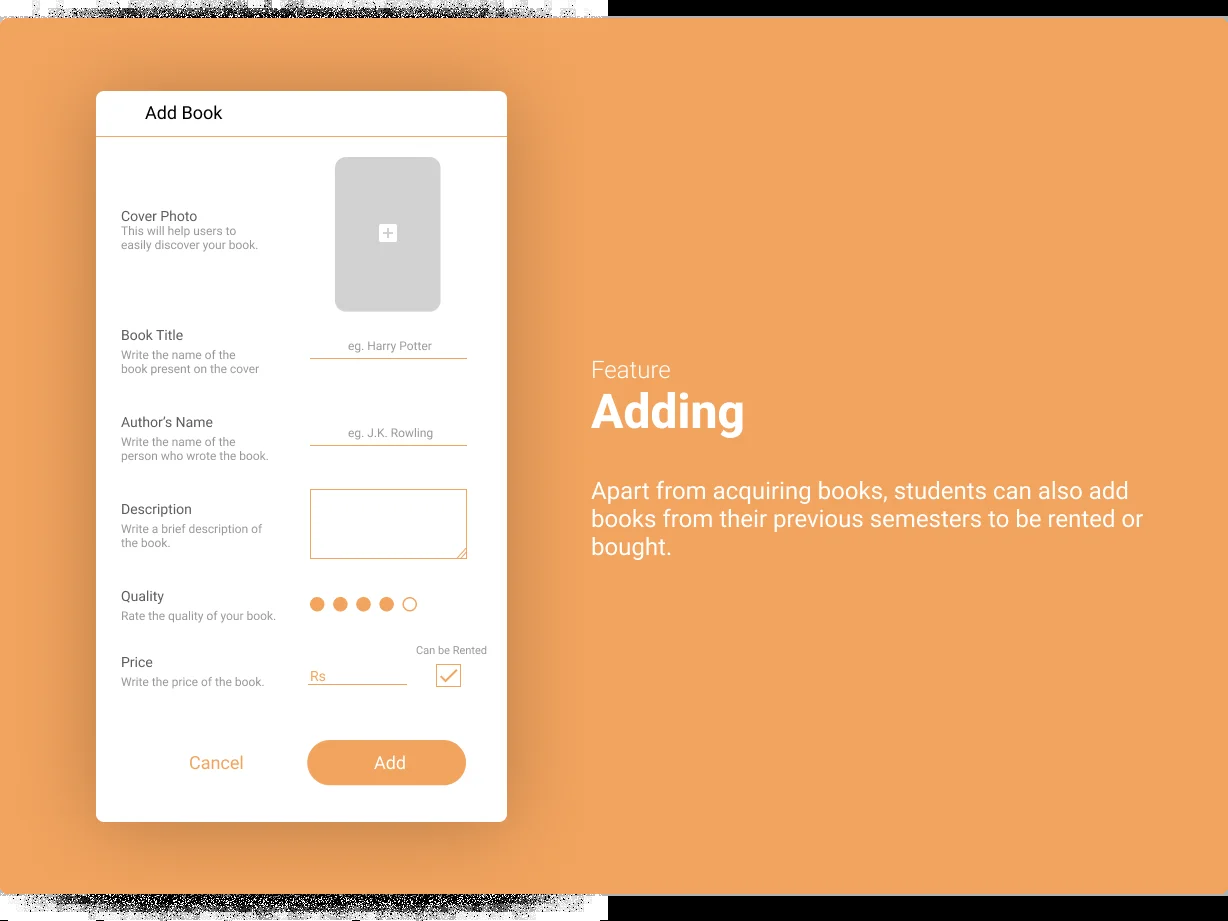 Add Book
Cover Photo
This will help users to
easily discover your book.
Book Title
Write the name of the
book present on the cover
eg. Harry Potter
Author's Name
Write the name of the
person who wrote the book.
eg. J.K. Rowling
Description
Write a brief description of
the book.
Quality
Rate the quality of your book.
Price
Write the price of the book.
Rs
Can be Rented
Cancel
Add
Feature
Adding
Apart from acquiring books, students can also add
books from their previous semesters to be rented or
bought.